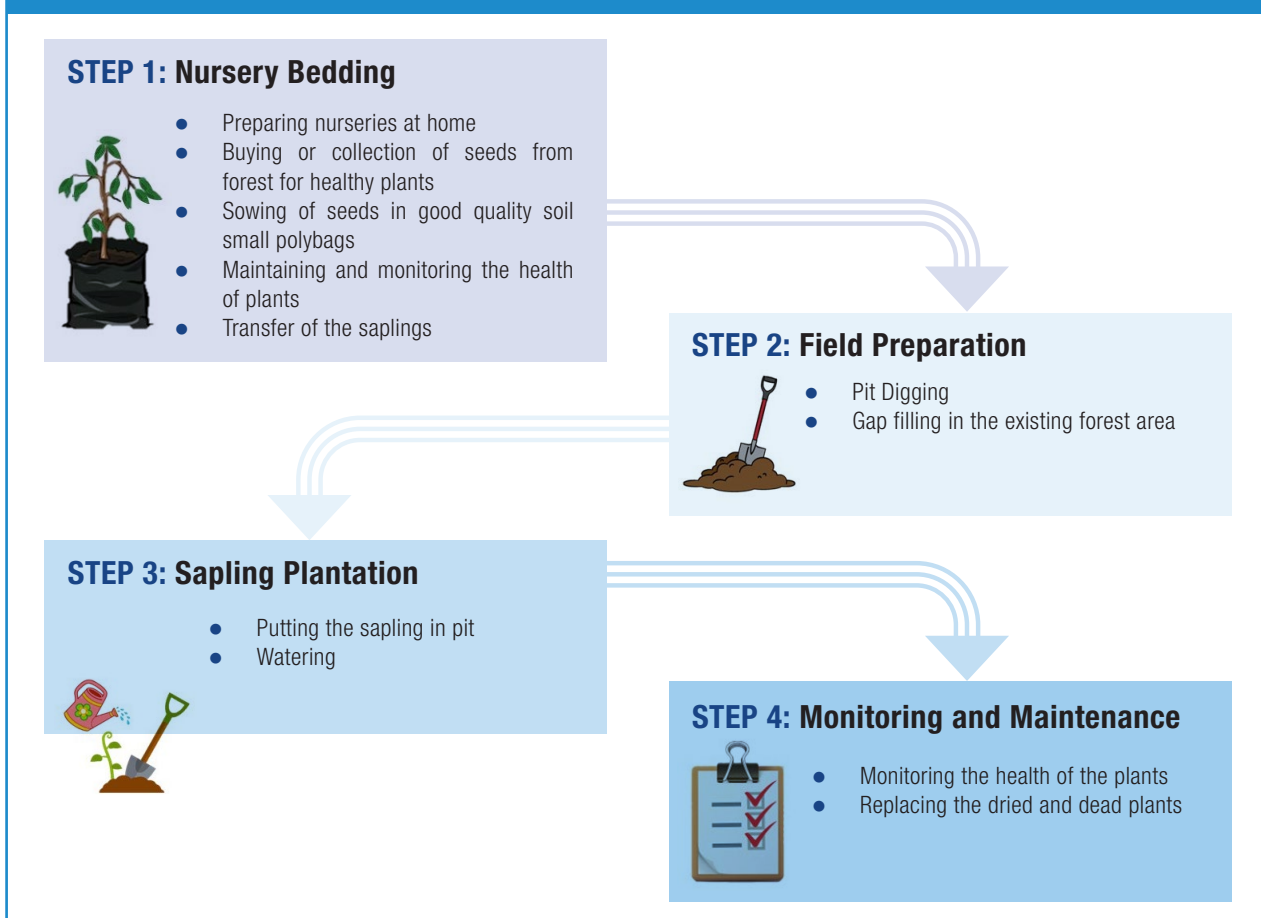 STEP 1: Nursery Bedding
● Preparing nurseries at home
● Buying or collection of seeds from
forest for healthy plants
● Sowing of seeds in good quality soil
small polybags
● Maintaining and monitoring the health
of plants
● Transfer of the saplings
STEP 2: Field Preparation
● Pit Digging
● Gap filling in the existing forest area
STEP 3: Sapling Plantation
● Putting the sapling in pit
● Watering
STEP 4: Monitoring and Maintenance
● Monitoring the health of the plants
● Replacing the dried and dead plants